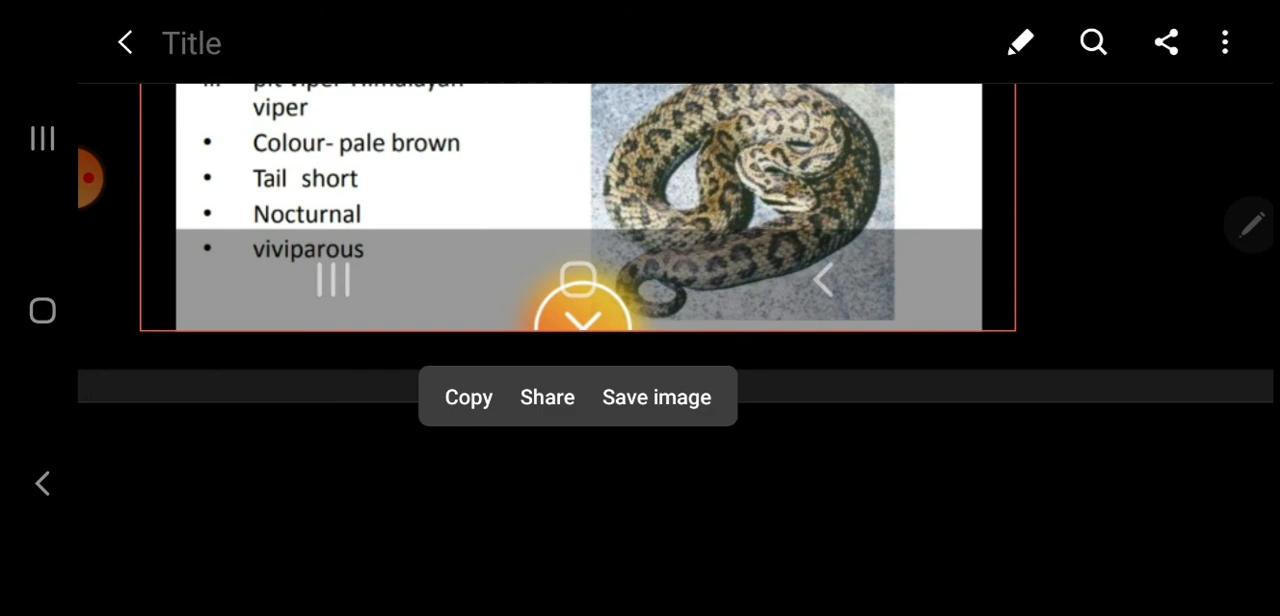 Title
viper
• Colour- pale brown
• Tail short
• Nocturnal
• viviparous
Copy Share Save image